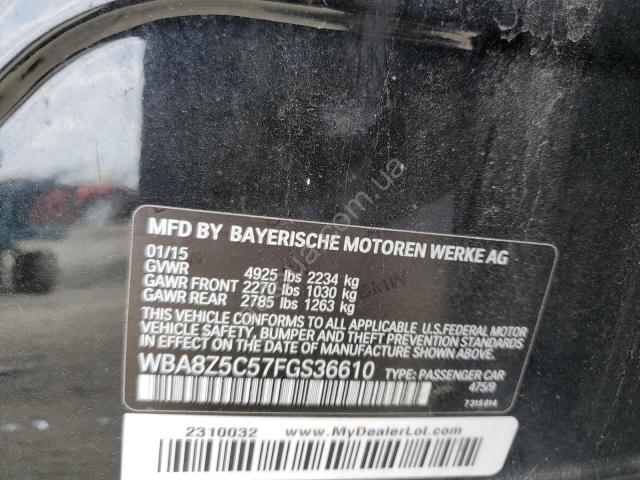 MFD BY BAYERISCHE MOTOREN WERKE AG
01/15
GVWR 4925 lbs 2234 kg
GAWR FRONT 2270 lbs 1030 kg
GAWR REAR 2785 lbs 1263 kg
THIS VEHICLE CONFORMS TO ALL APPLICABLE U.S.FEDERAL MOTOR
VEHICLE SAFETY, BUMPER, AND THEFT PREVENTION STANDARDS
IN EFFECT ON THE DATE OF MANUFACTURE SHOWN ABOVE.
WBA8Z5C57FGS36610 TYPE: PASSENGER CAR
475/9
7315814
2310032 www.MyDealerLot.com